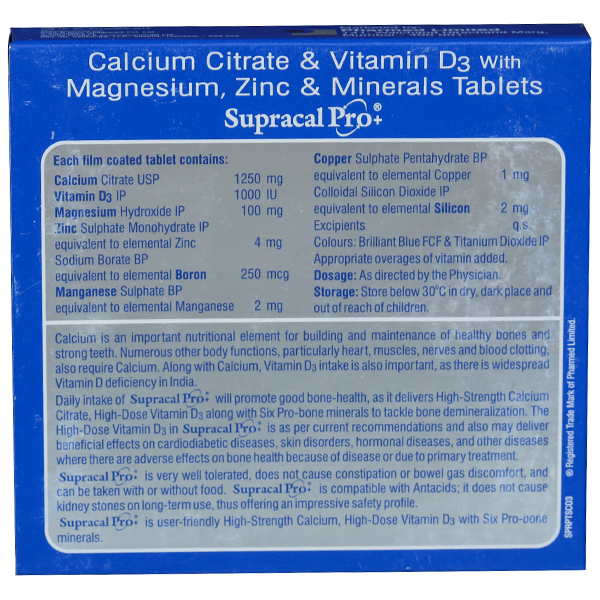 Pharmed Limited
Calcium Citrate & Vitamin D3 with
Magnesium, Zinc & Minerals Tablets
Supracal Pro+®
Each film coated tablet contains:
Calcium Citrate USP 1250 mg
Vitamin D3 IP 1000 IU
Magnesium Hydroxide IP 100 mg
Zinc Sulphate Monohydrate IP
equivalent to elemental Zinc 4 mg
Sodium Borate BP
equivalent to elemental Boron 250 mcg
Manganese Sulphate BP
equivalent to elemental Manganese 2 mg
Copper Sulphate Pentahydrate BP
equivalent to elemental Copper 1 mg
Colloidal Silicon Dioxide IP
equivalent to elemental Silicon 2 mg
Excipients q.s.
Colours: Brilliant Blue FCF & Titanium Dioxide IP
Appropriate overages of vitamin added.
Dosage: As directed by the Physician.
Storage: Store below 30°C in dry, dark place and
out of reach of children.
Calcium is an important nutritional element for building and maintenance of healthy bones and
strong teeth. Numerous other body functions, particularly heart, muscles, nerves and blood clotting,
also require Calcium. Along with Calcium, Vitamin D3 intake is also important, as there is widespread
Vitamin D deficiency in India.
Daily intake of Supracal Pro+ will promote good bone-health, as it delivers High-Strength Calcium
Citrate, High-Dose Vitamin D3 along with Six Pro-bone minerals to tackle bone demineralization. The
High-Dose Vitamin D3 in Supracal Pro+ is as per current recommendations and also may deliver
beneficial effects on cardiodiabetic diseases, skin disorders, hormonal diseases, and other diseases
where there are adverse effects on bone health because of disease or due to primary treatment.
Supracal Pro+ is very well tolerated, does not cause constipation or bowel gas discomfort, and
can be taken with or without food. Supracal Pro+ is compatible with Antacids; it does not cause
kidney stones on long-term use, thus offering an impressive safety profile.
Supracal Pro+ is user-friendly High-Strength Calcium, High-Dose Vitamin D3 with Six Pro-bone
minerals.
® Registered Trade Mark of Pharmed Limited.
SPRPTSC03